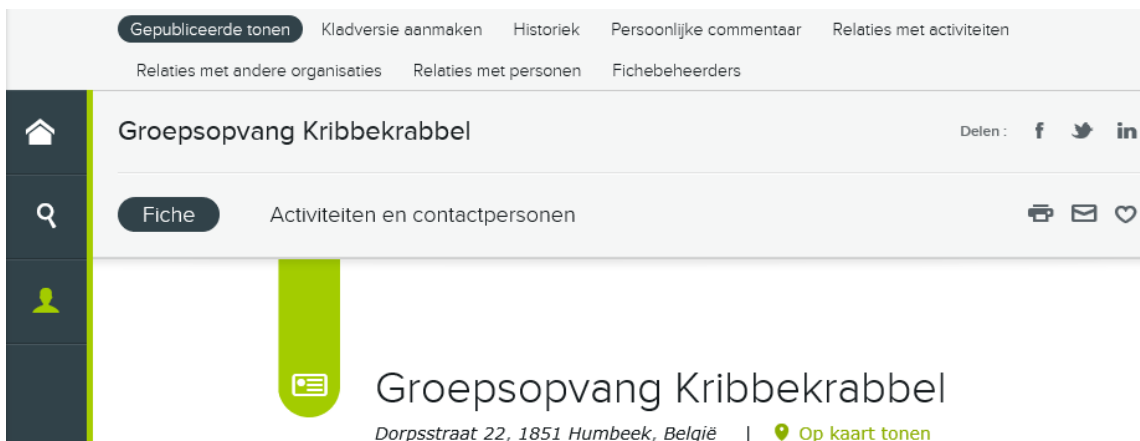 Gepubliceerde tonen Kladversie aanmaken Historiek Persoonlijke commentaar Relaties met activiteiten
Relaties met andere organisaties Relaties met personen Fichebeheerders
Groepsopvang Kribbekrabbel Delen : f in
Fiche Activiteiten en contactpersonen
Groepsopvang Kribbekrabbel
Dorpsstraat 22, 1851 Humbeek, België | Op kaart tonen